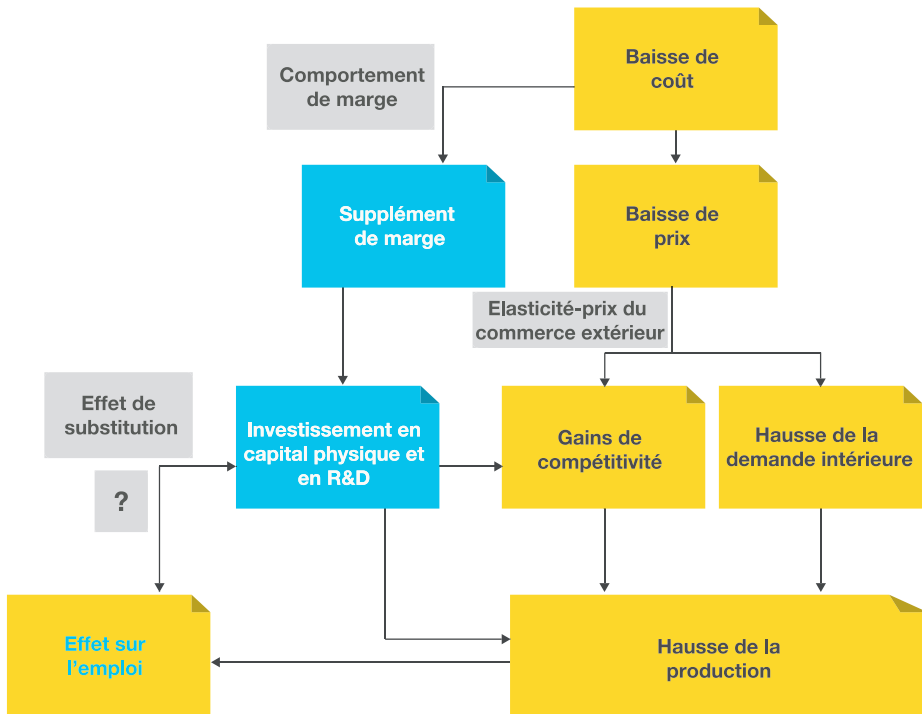 Comportement
de marge
Baisse de
coût
Supplément
de marge
Baisse de
prix
Elasticité-prix du
commerce extérieur
Effet de
substitution
?
Investissement en
capital physique et
en R&D
Gains de
compétitivité
Hausse de la
demande intérieure
Effet sur
l’emploi
Hausse de la
production